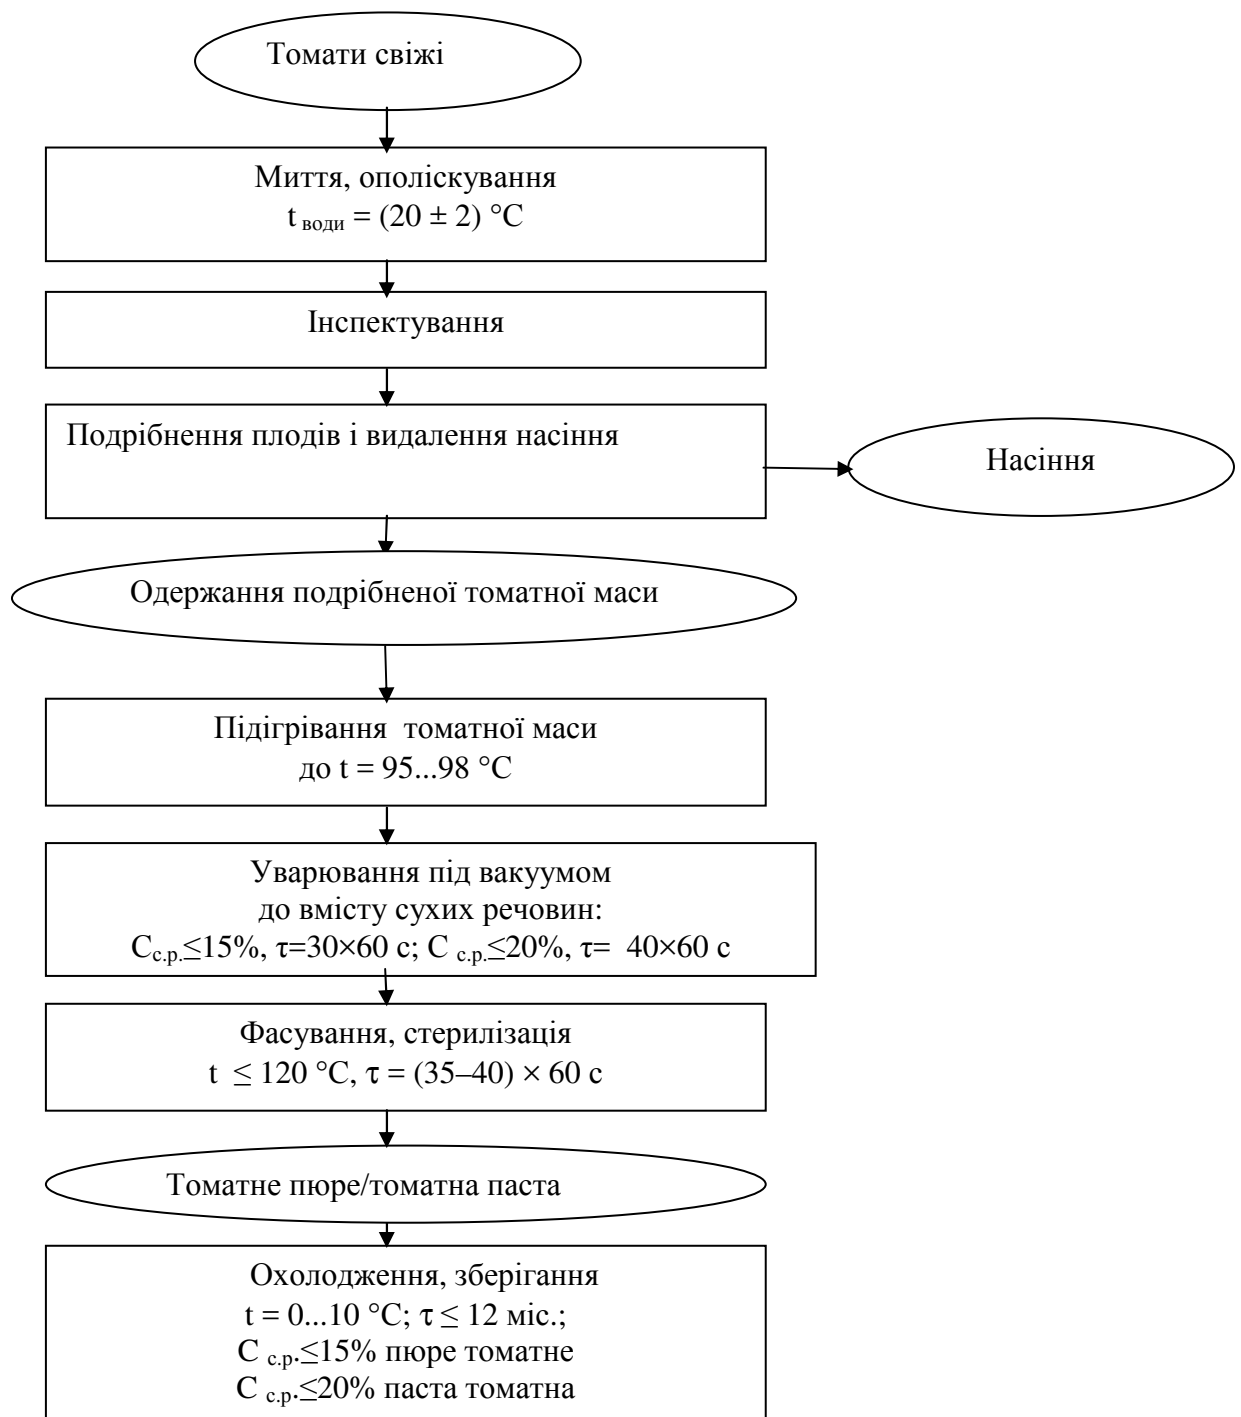 Томати свіжі
Миття, ополіскування
t води = (20 ± 2) °С
Інспектування
Подрібнення плодів і видалення насіння
Насіння
Одержання подрібненої томатної маси
Підігрівання томатної маси
до t = 95...98 °С
Уварювання під вакуумом
до вмісту сухих речовин:
Сс.р.≤15%, τ=30×60 с; С с.р.≤20%, τ= 40×60 с
Фасування, стерилізація
t ≤ 120 °С, τ = (35–40) × 60 с
Томатне пюре/томатна паста
Охолодження, зберігання
t = 0...10 °С; τ ≤ 12 міс.;
С с.р.≤15% пюре томатне
С с.р.≤20% паста томатна